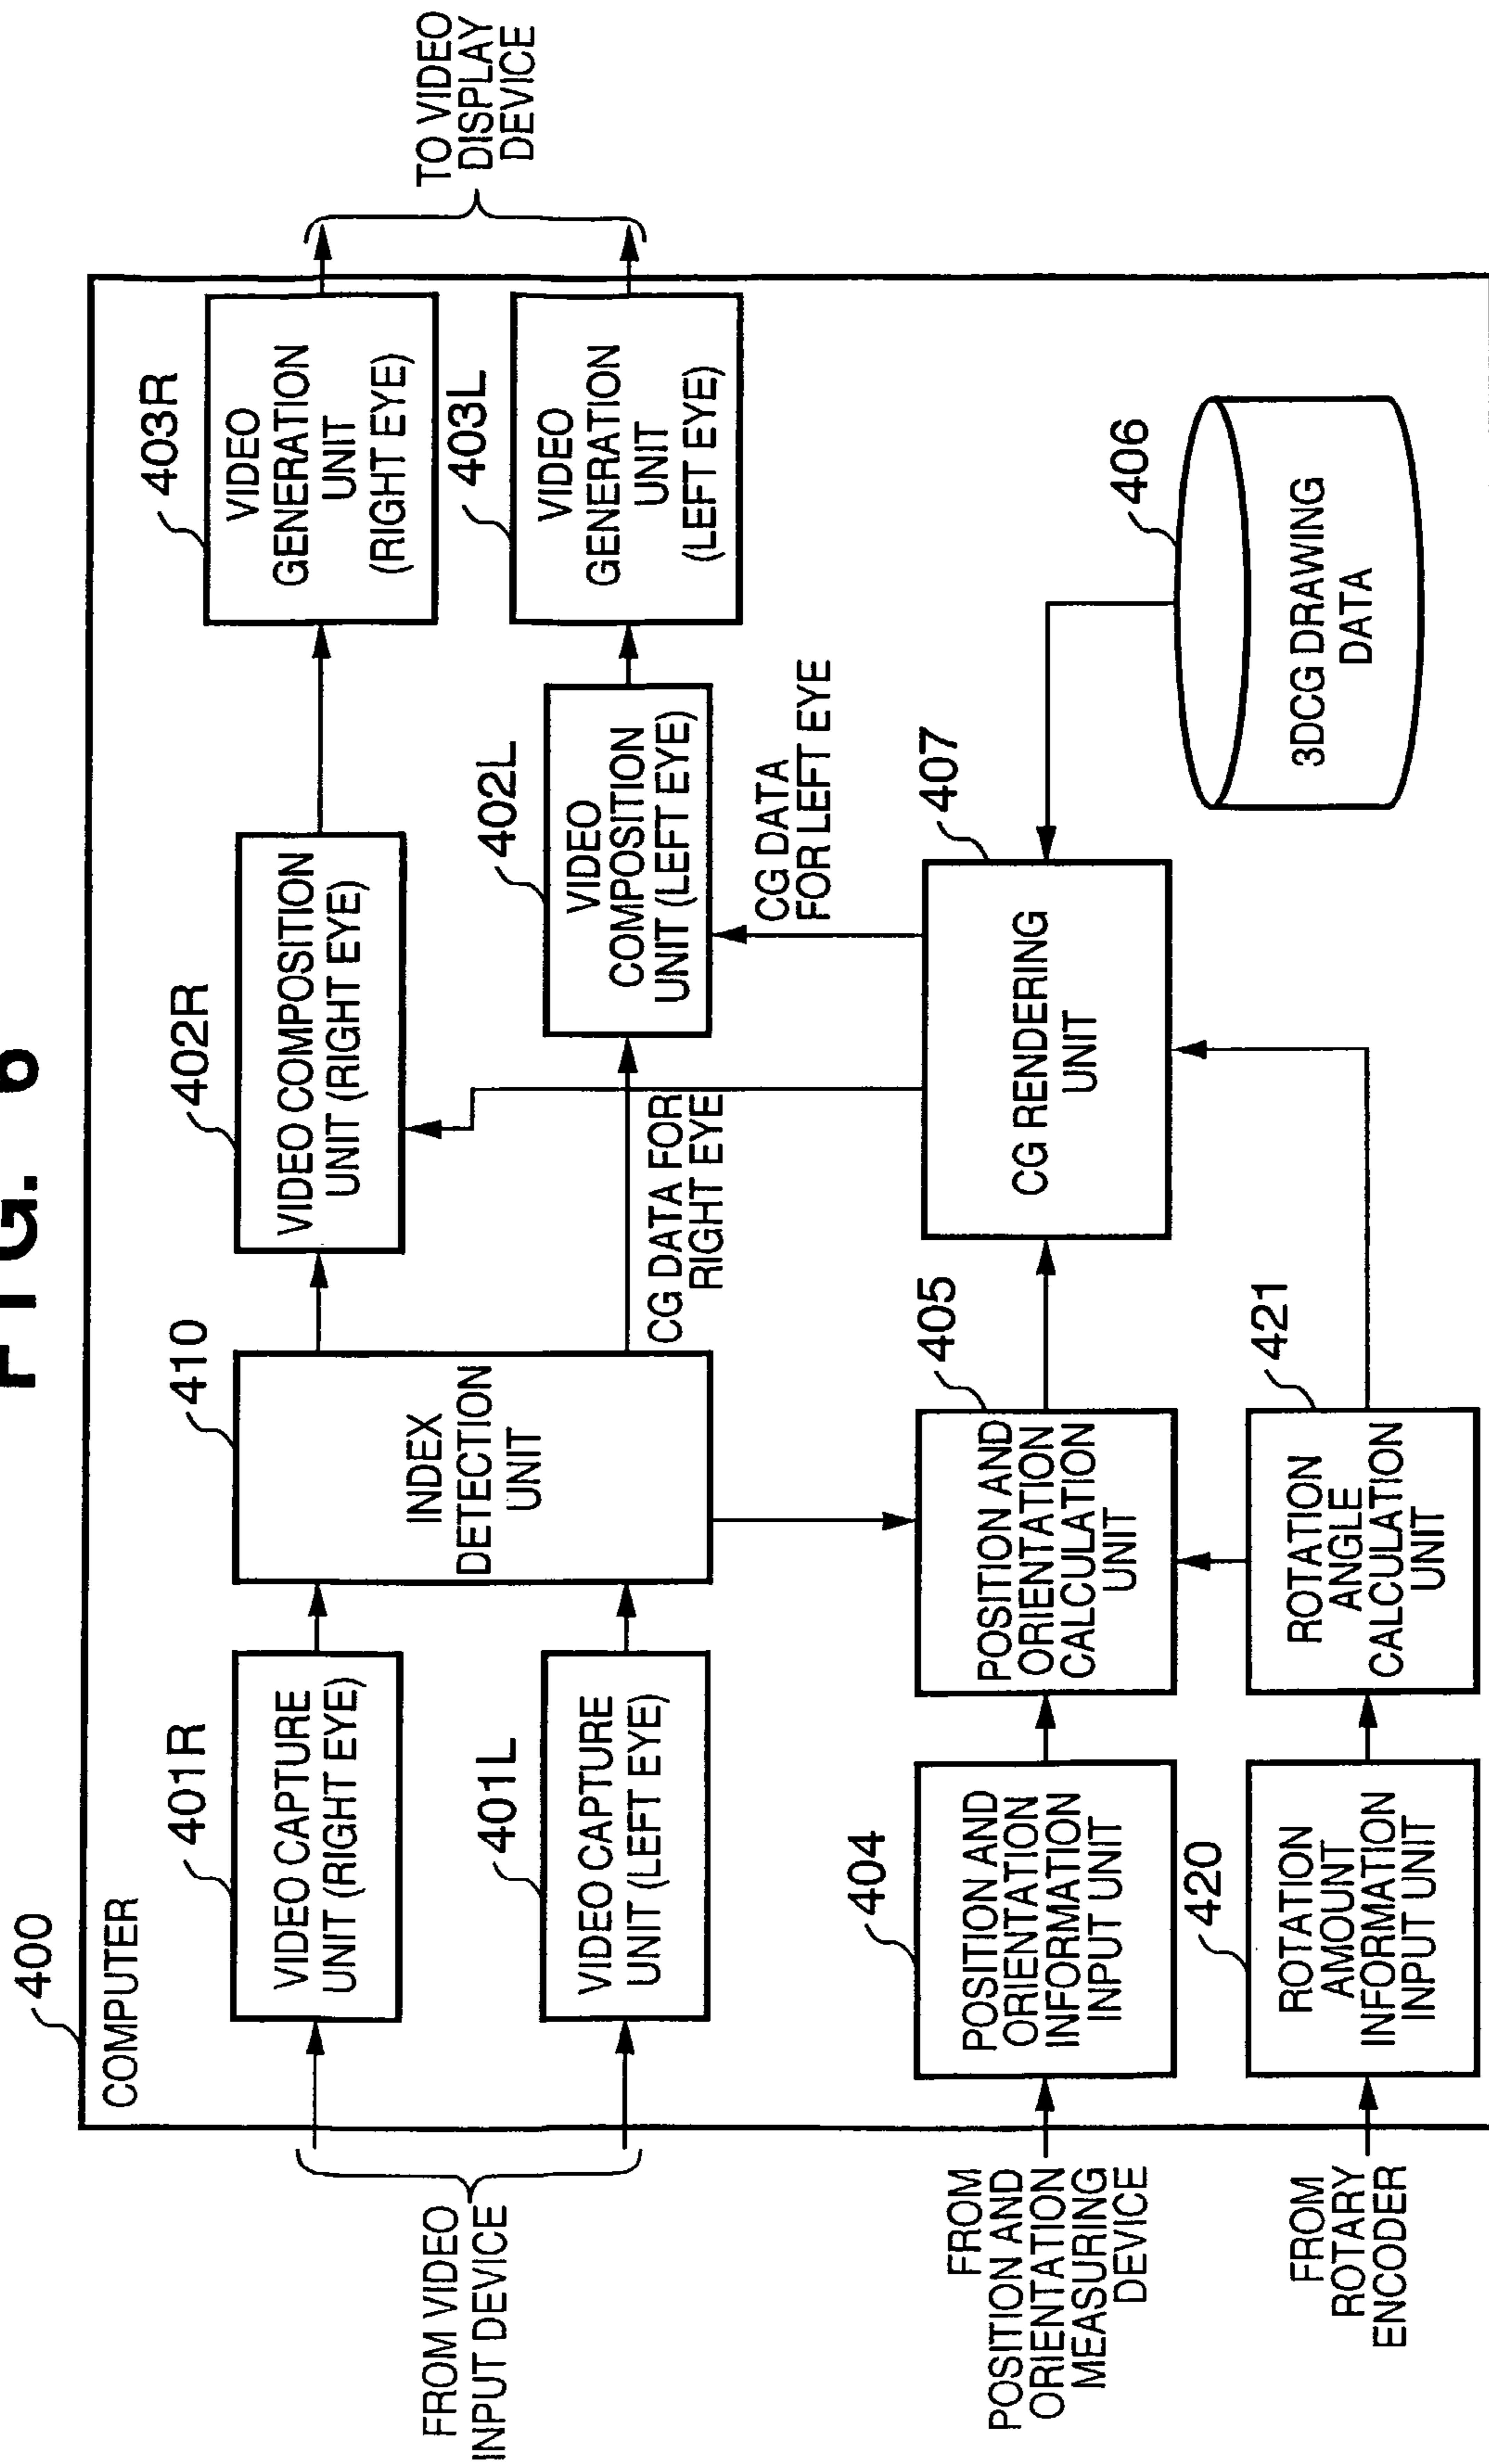 FIG. 6
400
COMPUTER
FROM VIDEO
INPUT DEVICE
401R
VIDEO CAPTURE
UNIT (RIGHT EYE)
401L
VIDEO CAPTURE
UNIT (LEFT EYE)
410
INDEX
DETECTION
UNIT
402R
VIDEO COMPOSITION
UNIT (RIGHT EYE)
402L
VIDEO
COMPOSITION
UNIT (LEFT EYE)
403R
VIDEO
GENERATION
UNIT
(RIGHT EYE)
403L
VIDEO
GENERATION
UNIT
(LEFT EYE)
TO VIDEO
DISPLAY
DEVICE
CG DATA FOR
RIGHT EYE
CG DATA
FOR LEFT EYE
FROM
POSITION AND
ORIENTATION
MEASURING
DEVICE
404
POSITION AND
ORIENTATION
INFORMATION
INPUT UNIT
405
POSITION AND
ORIENTATION
CALCULATION
UNIT
407
CG RENDERING
UNIT
406
3DCG DRAWING
DATA
FROM
ROTARY
ENCODER
420
ROTATION
AMOUNT
INFORMATION
INPUT UNIT
421
ROTATION
ANGLE
CALCULATION
UNIT